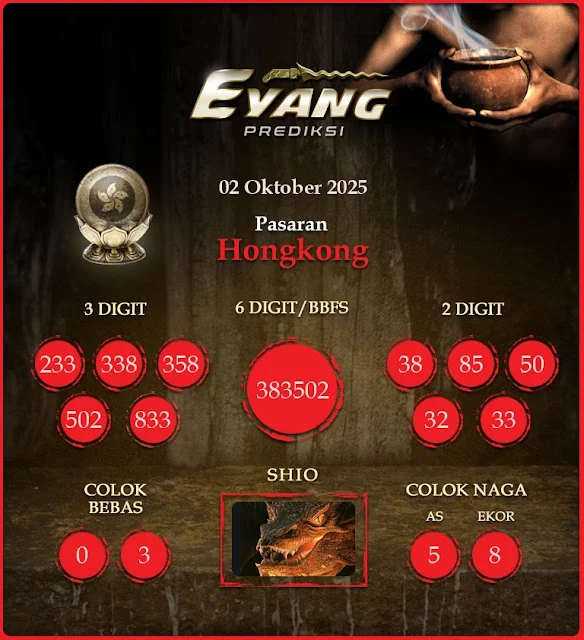 EYANG
PREDIKSI
02 Oktober 2025
Pasaran
Hongkong
3 DIGIT
233 338 358
502 833
6 DIGIT/BBFS
383502
2 DIGIT
38 85 50
32 33
COLOK
BEBAS
0 3
SHIO
COLOK NAGA
AS EKOR
5 8